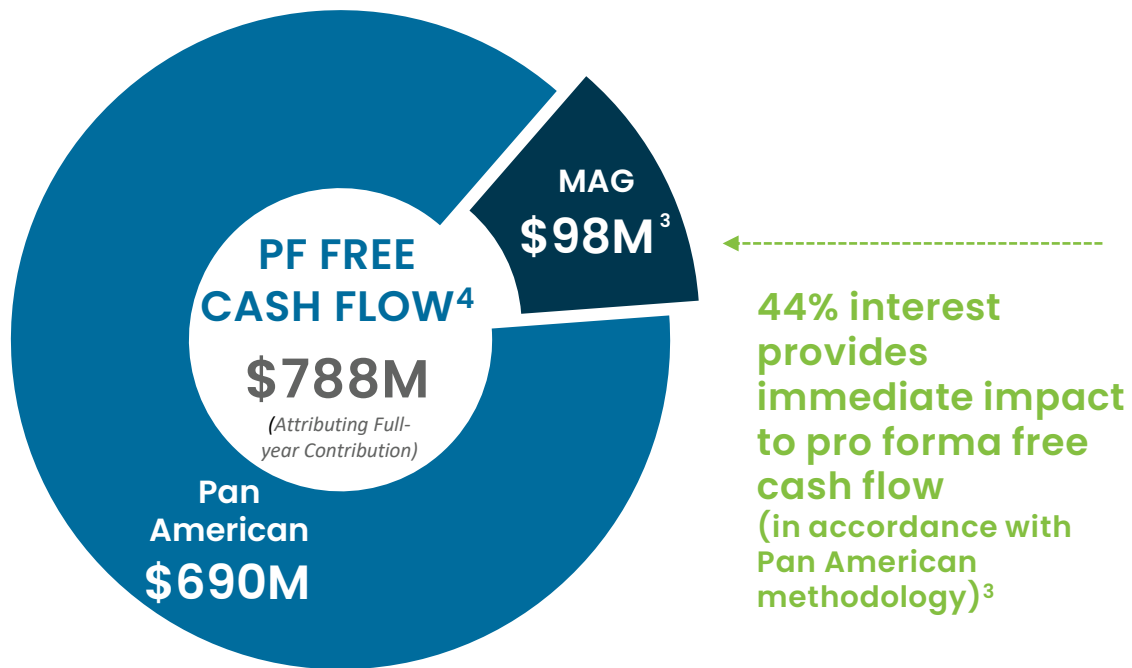 MAG
$98M³
PF FREE
CASH FLOW⁴
$788M
(Attributing Full-
year Contribution)
Pan
American
$690M
44% interest
provides
immediate impact
to pro forma free
cash flow
(in accordance with
Pan American
methodology)³